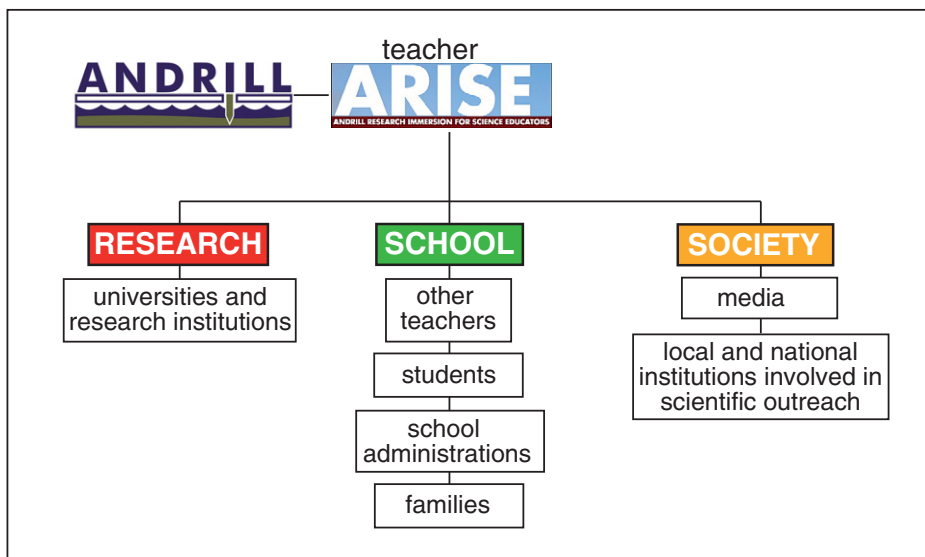 teacher
ANDRILL
ARISE
ANDRILL RESEARCH IMMERSION FOR SCIENCE EDUCATORS
RESEARCH
universities and
research institutions
SCHOOL
other
teachers
students
school
administrations
families
SOCIETY
media
local and national
institutions involved in
scientific outreach